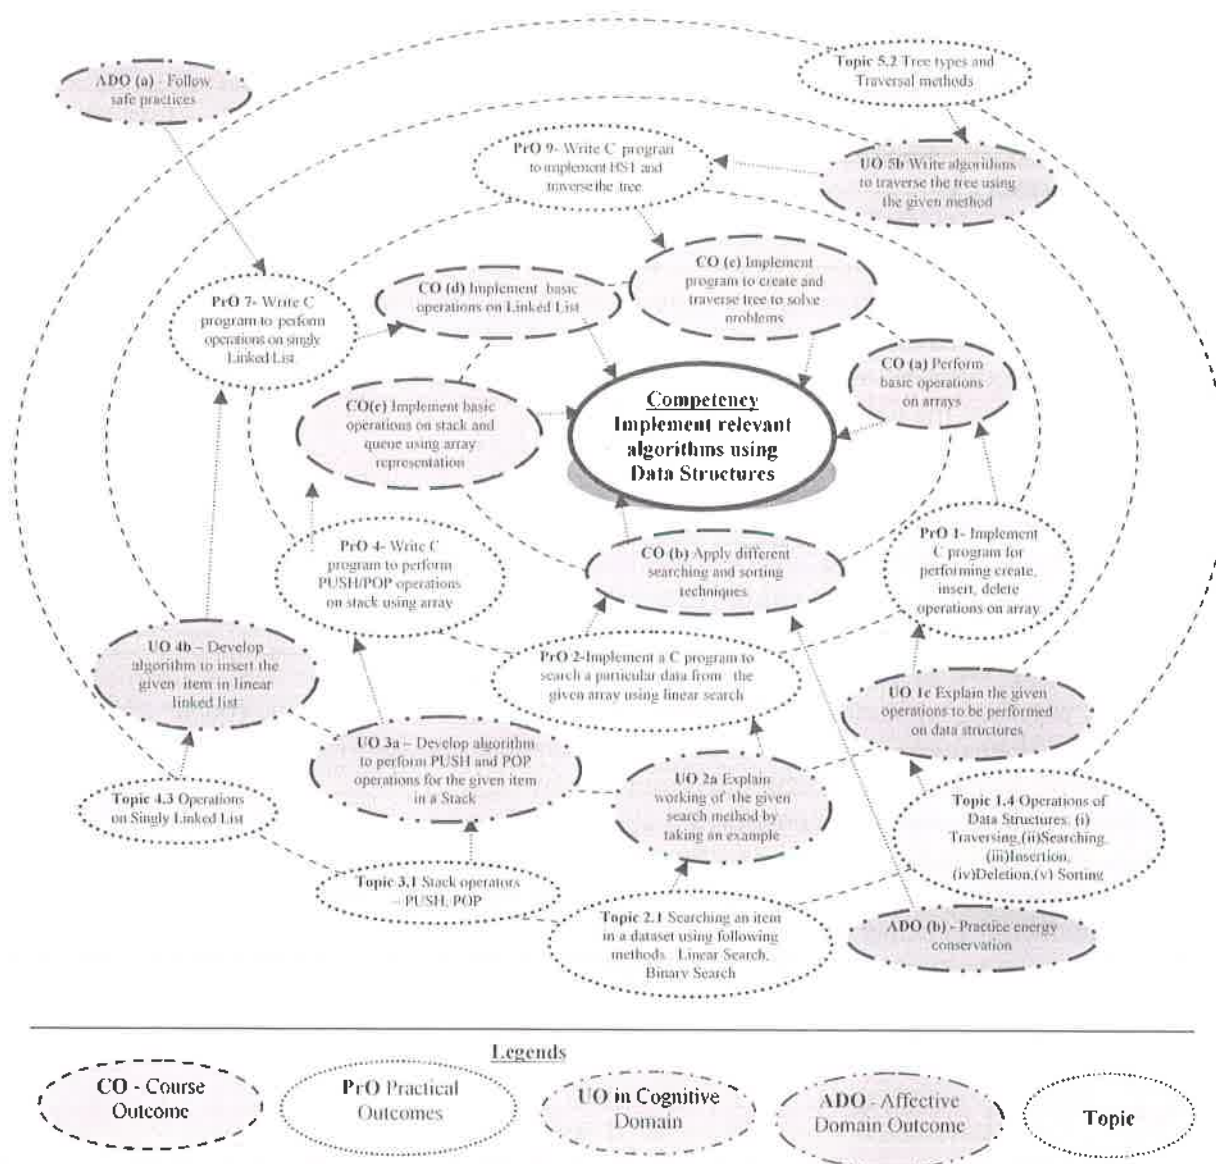 ADO (a) - Follow
safe practices
Topic 5.2 Tree types and
Traversal methods
PrO 9- Write C program
to implement BST and
traverse the tree.
UO 5b Write algorithms
to traverse the tree using
the given method
PrO 7- Write C
program to perform
operations on singly
Linked List
CO (d) Implement basic
operations on Linked List
CO (e) Implement
program to create and
traverse tree to solve
problems
CO (a) Perform
basic operations
on arrays
CO(c) Implement basic
operations on stack and
queue using array
representation
Competency
Implement relevant
algorithms using
Data Structures
PrO 4- Write C
program to perform
PUSH/POP operations
on stack using array
CO (b) Apply different
searching and sorting
techniques
PrO 1- Implement
C program for
performing create,
insert, delete
operations on array
UO 4b – Develop
algorithm to insert the
given item in linear
linked list
PrO 2-Implement a C program to
search a particular data from the
given array using linear search
UO 1c Explain the given
operations to be performed
on data structures
UO 3a – Develop algorithm
to perform PUSH and POP
operations for the given item
in a Stack
UO 2a Explain
working of the given
search method by
taking an example
Topic 4.3 Operations
on Singly Linked List
Topic 1.4 Operations of
Data Structures. (i)
Traversing,(ii)Searching,
(iii)Insertion,
(iv)Deletion,(v) Sorting
Topic 3.1 Stack operators
– PUSH, POP
Topic 2.1 Searching an item
in a dataset using following
methods Linear Search,
Binary Search
ADO (b) - Practice energy
conservation
Legends
CO - Course
Outcome
PrO Practical
Outcomes
UO in Cognitive
Domain
ADO - Affective
Domain Outcome
Topic